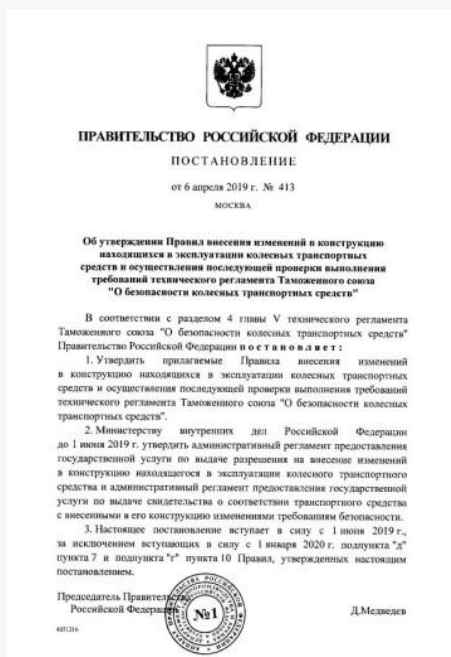 ПРАВИТЕЛЬСТВО РОССИЙСКОЙ ФЕДЕРАЦИИ
ПОСТАНОВЛЕНИЕ
от 6 апреля 2019 г. № 413
МОСКВА
Об утверждении Правил внесения изменений в конструкцию
находящихся в эксплуатации колесных транспортных
средств и осуществления последующей проверки выполнения
требований технического регламента Таможенного союза
"О безопасности колесных транспортных средств"
В соответствии с разделом 4 главы V технического регламента
Таможенного союза "О безопасности колесных транспортных средств"
Правительство Российской Федерации постановляет:
1. Утвердить прилагаемые Правила внесения изменений
в конструкцию находящихся в эксплуатации колесных транспортных
средств и осуществления последующей проверки выполнения требований
технического регламента Таможенного союза "О безопасности колесных
транспортных средств".
2. Министерству внутренних дел Российской Федерации
до 1 июня 2019 г. утвердить административный регламент предоставления
государственной услуги по выдаче разрешения на внесение изменений
в конструкцию находящегося в эксплуатации колесного транспортного
средства и административный регламент предоставления государственной
услуги по выдаче свидетельства о соответствии транспортного средства
с внесенными в его конструкцию изменениями требованиям безопасности.
3. Настоящее постановление вступает в силу с 1 июня 2019 г.,
за исключением вступающих в силу с 1 января 2020 г. подпункта "д"
пункта 7 и подпункта "г" пункта 10 Правил, утвержденных настоящим
постановлением.
Председатель Правительства
Российской Федерации
№1
Д.Медведев